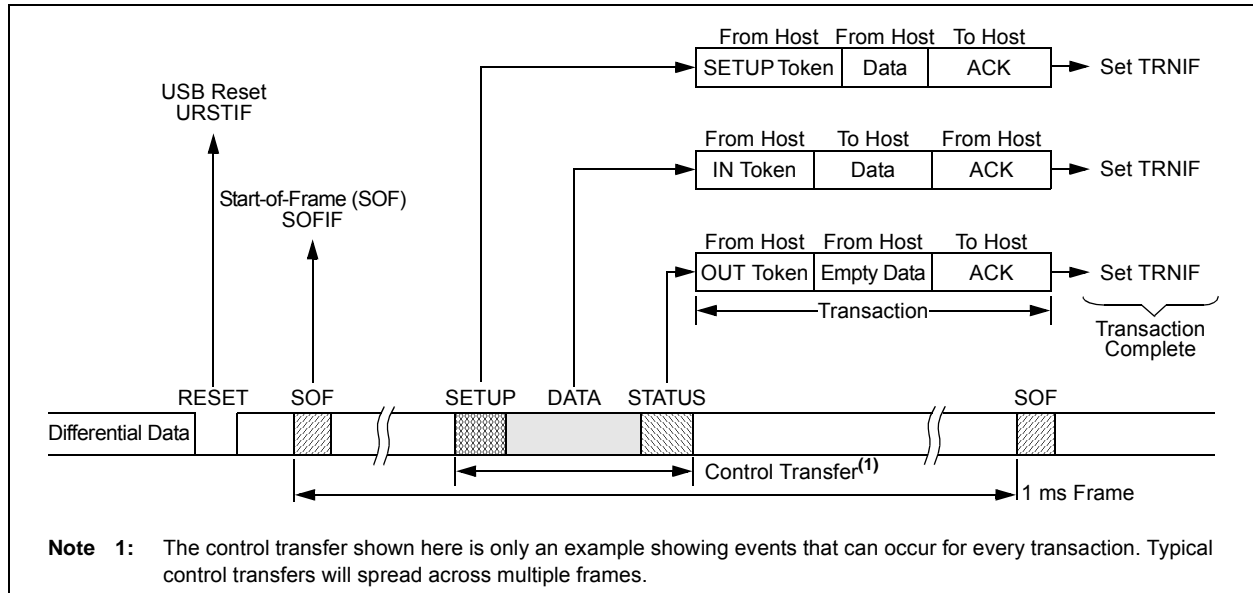 From Host From Host To Host
SETUP Token Data ACK Set TRNIF
USB Reset
URSTIF
From Host To Host From Host
IN Token Data ACK Set TRNIF
Start-of-Frame (SOF)
SOFIF
From Host From Host To Host
OUT Token Empty Data ACK Set TRNIF
Transaction
Transaction
Complete
RESET SOF SETUP DATA STATUS SOF
Differential Data
Control Transfer(1)
1 ms Frame
Note 1: The control transfer shown here is only an example showing events that can occur for every transaction. Typical
control transfers will spread across multiple frames.